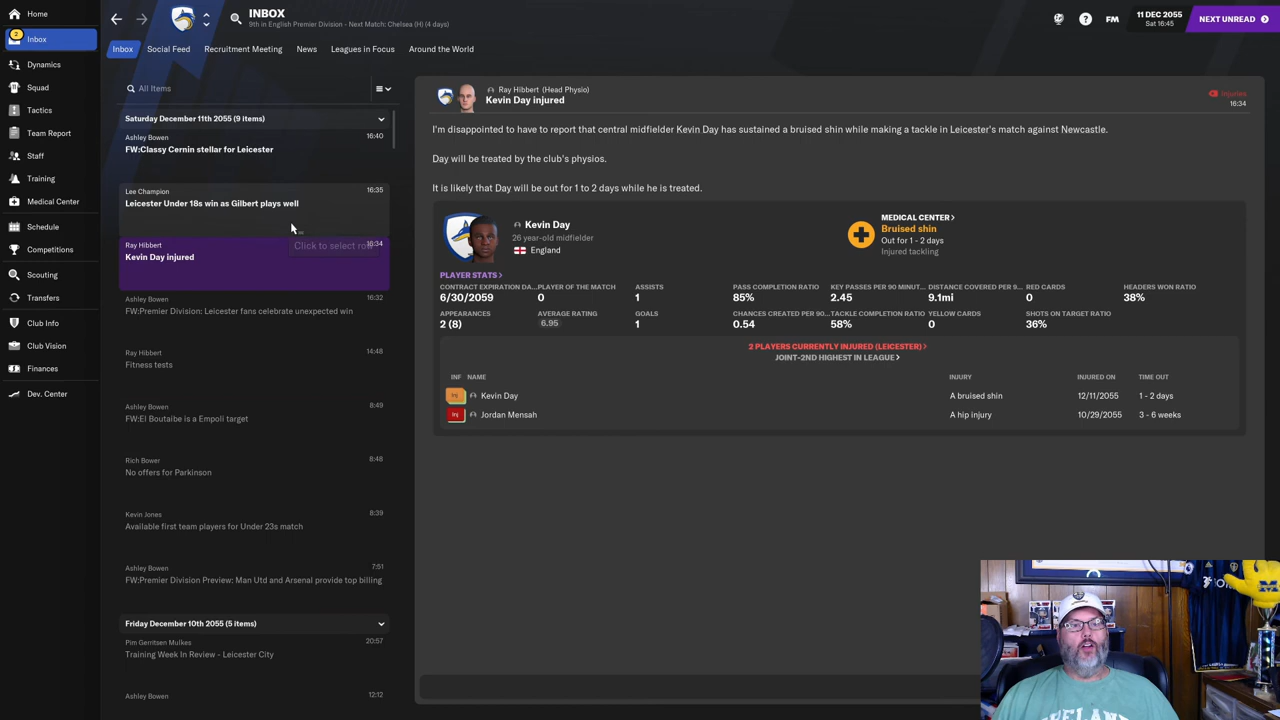 Home
2
Inbox
Dynamics
Squad
Tactics
Team Report
Staff
Training
Medical Center
Schedule
Competitions
Scouting
Transfers
Club Info
Club Vision
Finances
Dev. Center
INBOX
9th in English Premier Division - Next Match: Chelsea (H) (4 days)
FM
11 DEC 2055
Sat 16:45
NEXT UNREAD
Inbox
Social Feed
Recruitment Meeting
News
Leagues in Focus
Around the World
All Items
Saturday December 11th 2055 (9 items)
Ashley Bowen 16:40
FW:Classy Cernin stellar for Leicester
Lee Champion 16:35
Leicester Under 18s win as Gilbert plays well
Ray Hibbert 16:34
Click to select row
Kevin Day injured
Ashley Bowen 16:32
FW:Premier Division: Leicester fans celebrate unexpected win
Ray Hibbert 14:48
Fitness tests
Ashley Bowen 8:49
FW:El Boutaibe is a Empoli target
Rich Bower 8:48
No offers for Parkinson
Kevin Jones 8:39
Available first team players for Under 23s match
Ashley Bowen 7:51
FW:Premier Division Preview: Man Utd and Arsenal provide top billing
Friday December 10th 2055 (5 items)
Pim Gerritsen Mulkes 20:57
Training Week In Review - Leicester City
Ashley Bowen 12:12
Ray Hibbert (Head Physio)
Kevin Day injured
Injuries
16:34
I'm disappointed to have to report that central midfielder Kevin Day has sustained a bruised shin while making a tackle in Leicester's match against Newcastle.
Day will be treated by the club's physios.
It is likely that Day will be out for 1 to 2 days while he is treated.
Kevin Day
26 year-old midfielder
England
MEDICAL CENTER
Bruised shin
Out for 1 - 2 days
Injured tackling
PLAYER STATS
CONTRACT EXPIRATION DA... PLAYER OF THE MATCH ASSISTS PASS COMPLETION RATIO KEY PASSES PER 90 MINUT... DISTANCE COVERED PER 9... RED CARDS HEADERS WON RATIO
6/30/2059 0 1 85% 2.45 9.1mi 0 38%
APPEARANCES AVERAGE RATING GOALS CHANCES CREATED PER 90... TACKLE COMPLETION RATIO YELLOW CARDS SHOTS ON TARGET RATIO
2 (8) 6.95 1 0.54 58% 0 36%
2 PLAYERS CURRENTLY INJURED (LEICESTER)
JOINT-2ND HIGHEST IN LEAGUE
INF NAME INJURY INJURED ON TIME OUT
Inj Kevin Day A bruised shin 12/11/2055 1 - 2 days
Inj Jordan Mensah A hip injury 10/29/2055 3 - 6 weeks